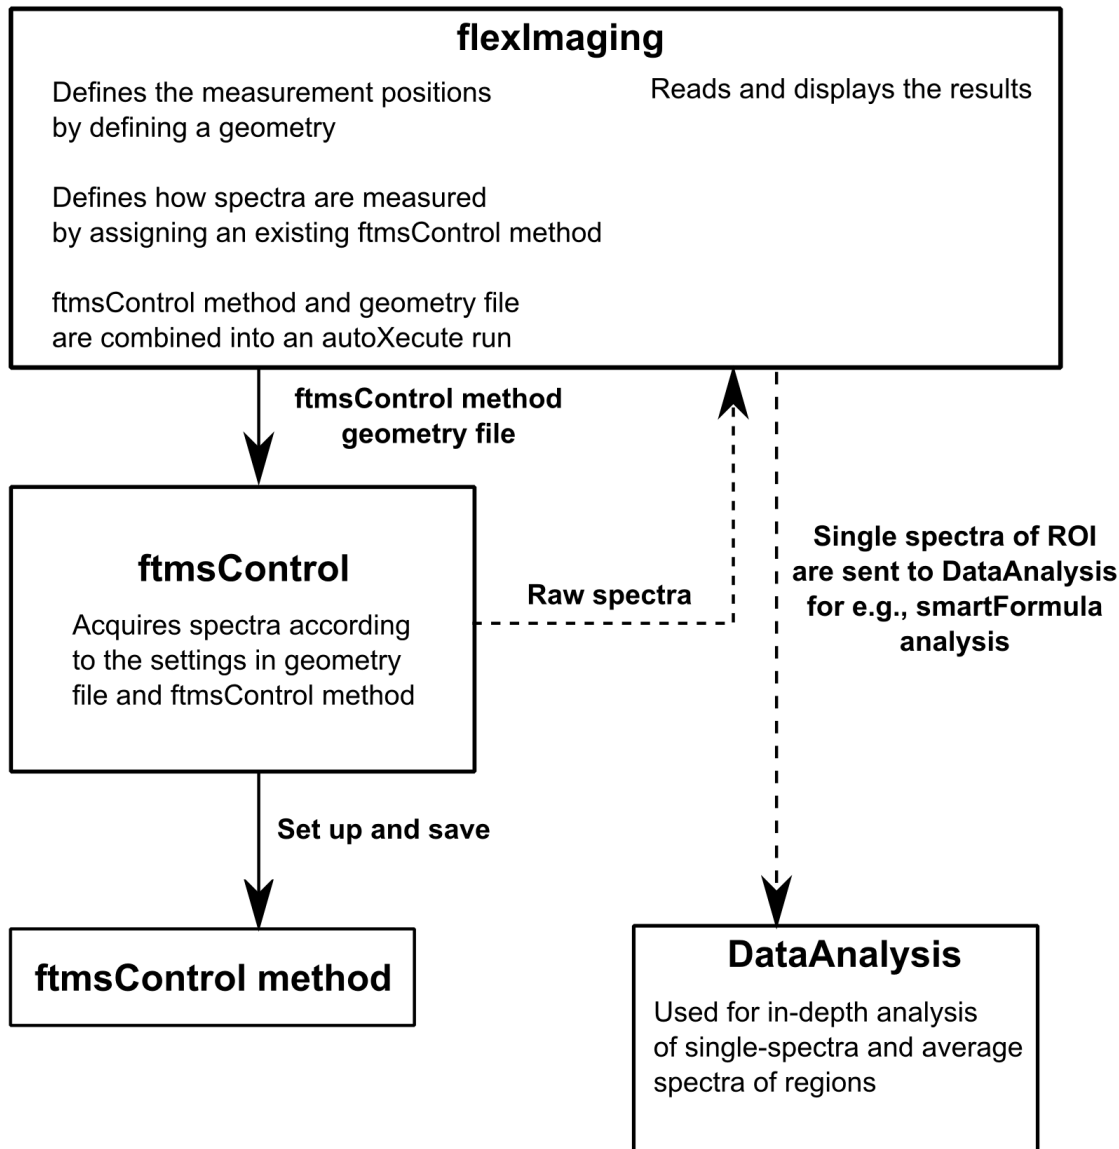 flexImaging
Defines the measurement positions
by defining a geometry
Reads and displays the results
Defines how spectra are measured
by assigning an existing ftmsControl method
ftmsControl method and geometry file
are combined into an autoXecute run
ftmsControl method
geometry file
ftmsControl
Acquires spectra according
to the settings in geometry
file and ftmsControl method
Raw spectra
Single spectra of ROI
are sent to DataAnalysis
for e.g., smartFormula
analysis
Set up and save
ftmsControl method
DataAnalysis
Used for in-depth analysis
of single-spectra and average
spectra of regions